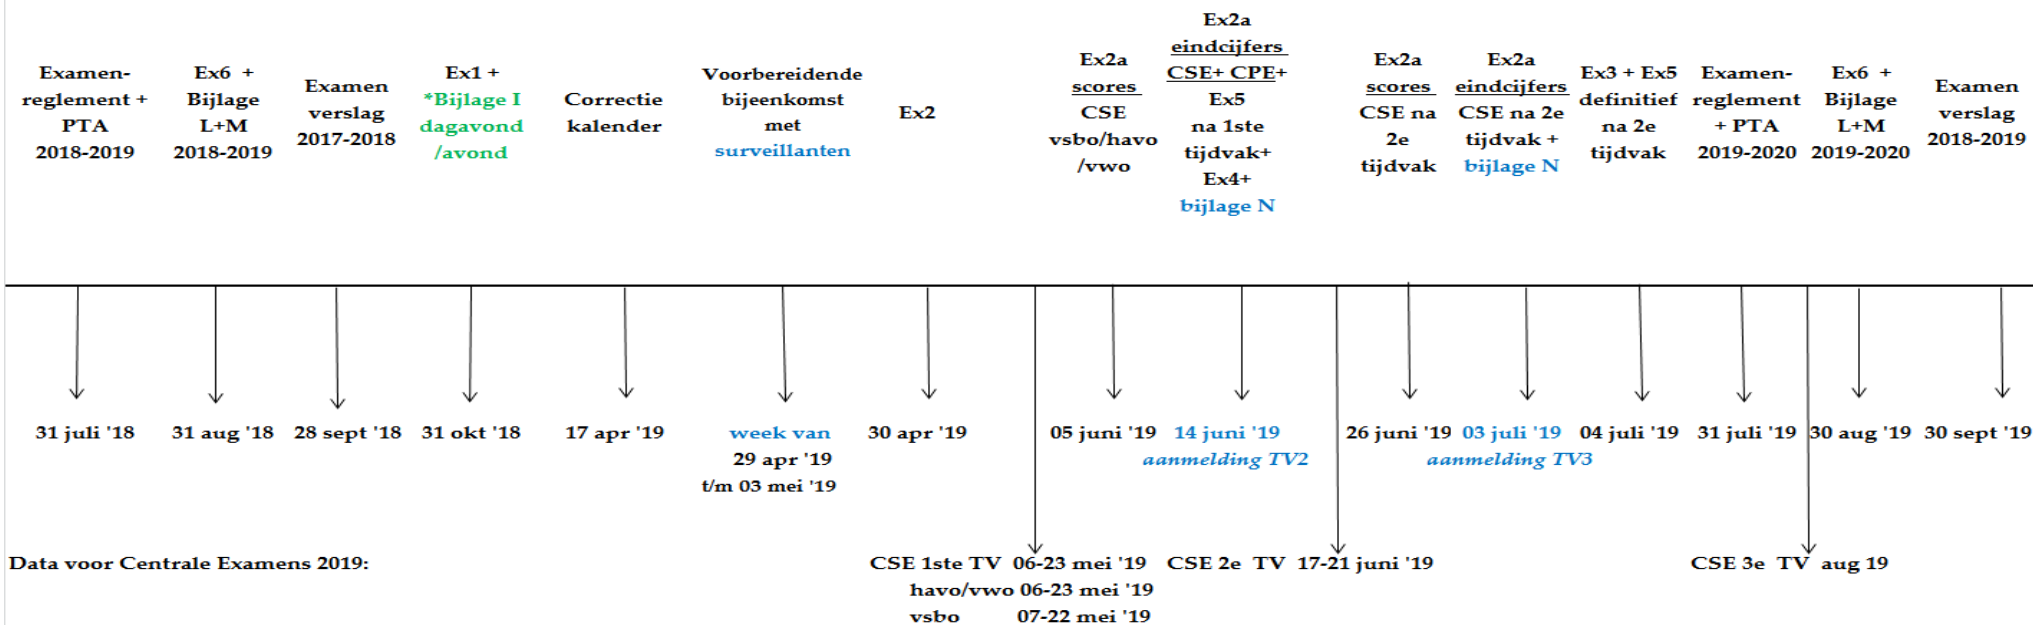 Examen-
reglement +
PTA
2018-2019
Ex6 +
Bijlage
L+M
2018-2019
Examen
verslag
2017-2018
Ex1 +
*Bijlage I
dagavond
/avond
Correctie
kalender
Voorbereidende
bijeenkomst
met
surveillanten
Ex2
Ex2a
scores
CSE
vsbo/havo
/vwo
Ex2a
eindcijfers
CSE+ CPE+
Ex5
na 1ste
tijdvak+
Ex4+
bijlage N
Ex2a
scores
CSE na
2e
tijdvak
Ex2a
eindcijfers
CSE na 2e
tijdvak +
bijlage N
Ex3 + Ex5
definitief
na 2e
tijdvak
Examen-
reglement
+ PTA
2019-2020
Ex6 +
Bijlage
L+M
2019-2020
Examen
verslag
2018-2019
31 juli '18
31 aug '18
28 sept '18
31 okt '18
17 apr '19
week van
29 apr '19
t/m 03 mei '19
30 apr '19
05 juni '19
14 juni '19
aanmelding TV2
26 juni '19
03 juli '19
aanmelding TV3
04 juli '19
31 juli '19
30 aug '19
30 sept '19
Data voor Centrale Examens 2019:
CSE 1ste TV 06-23 mei '19
havo/vwo 06-23 mei '19
vsbo 07-22 mei '19
CSE 2e TV 17-21 juni '19
CSE 3e TV aug 19